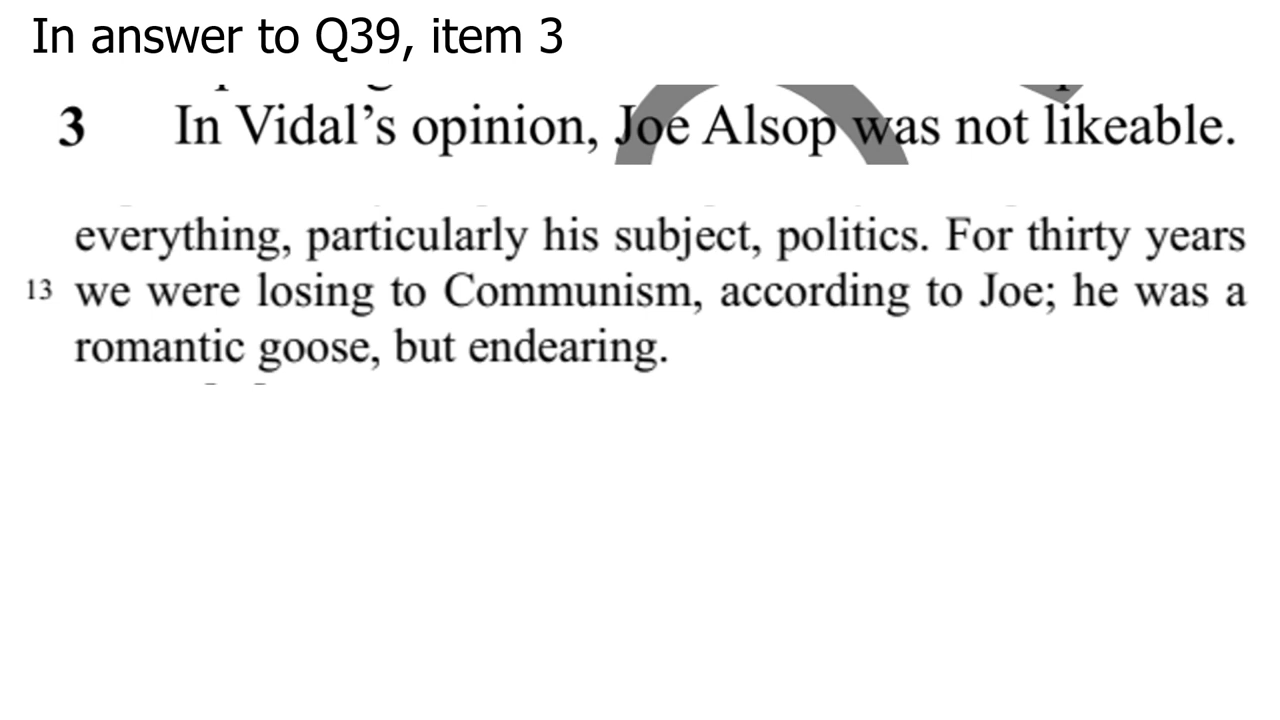 In answer to Q39, item 3
3 In Vidal’s opinion, Joe Alsop was not likeable.
everything, particularly his subject, politics. For thirty years
13 we were losing to Communism, according to Joe; he was a
romantic goose, but endearing.